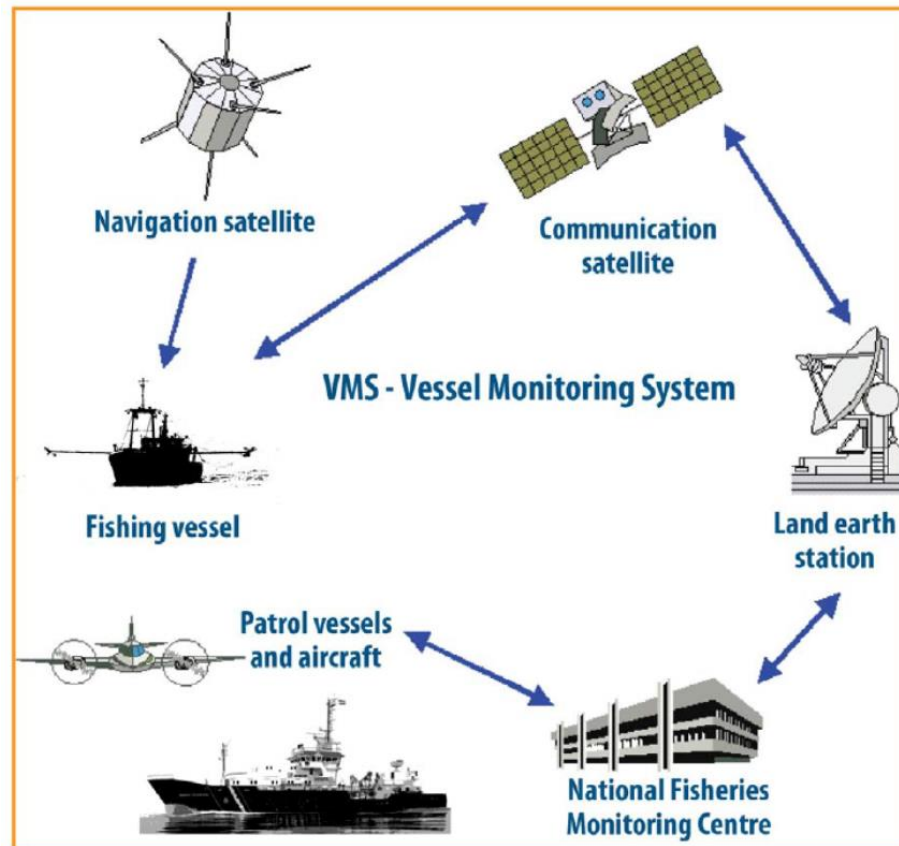 Navigation satellite
Communication
satellite
VMS - Vessel Monitoring System
Fishing vessel
Land earth
station
Patrol vessels
and aircraft
National Fisheries
Monitoring Centre